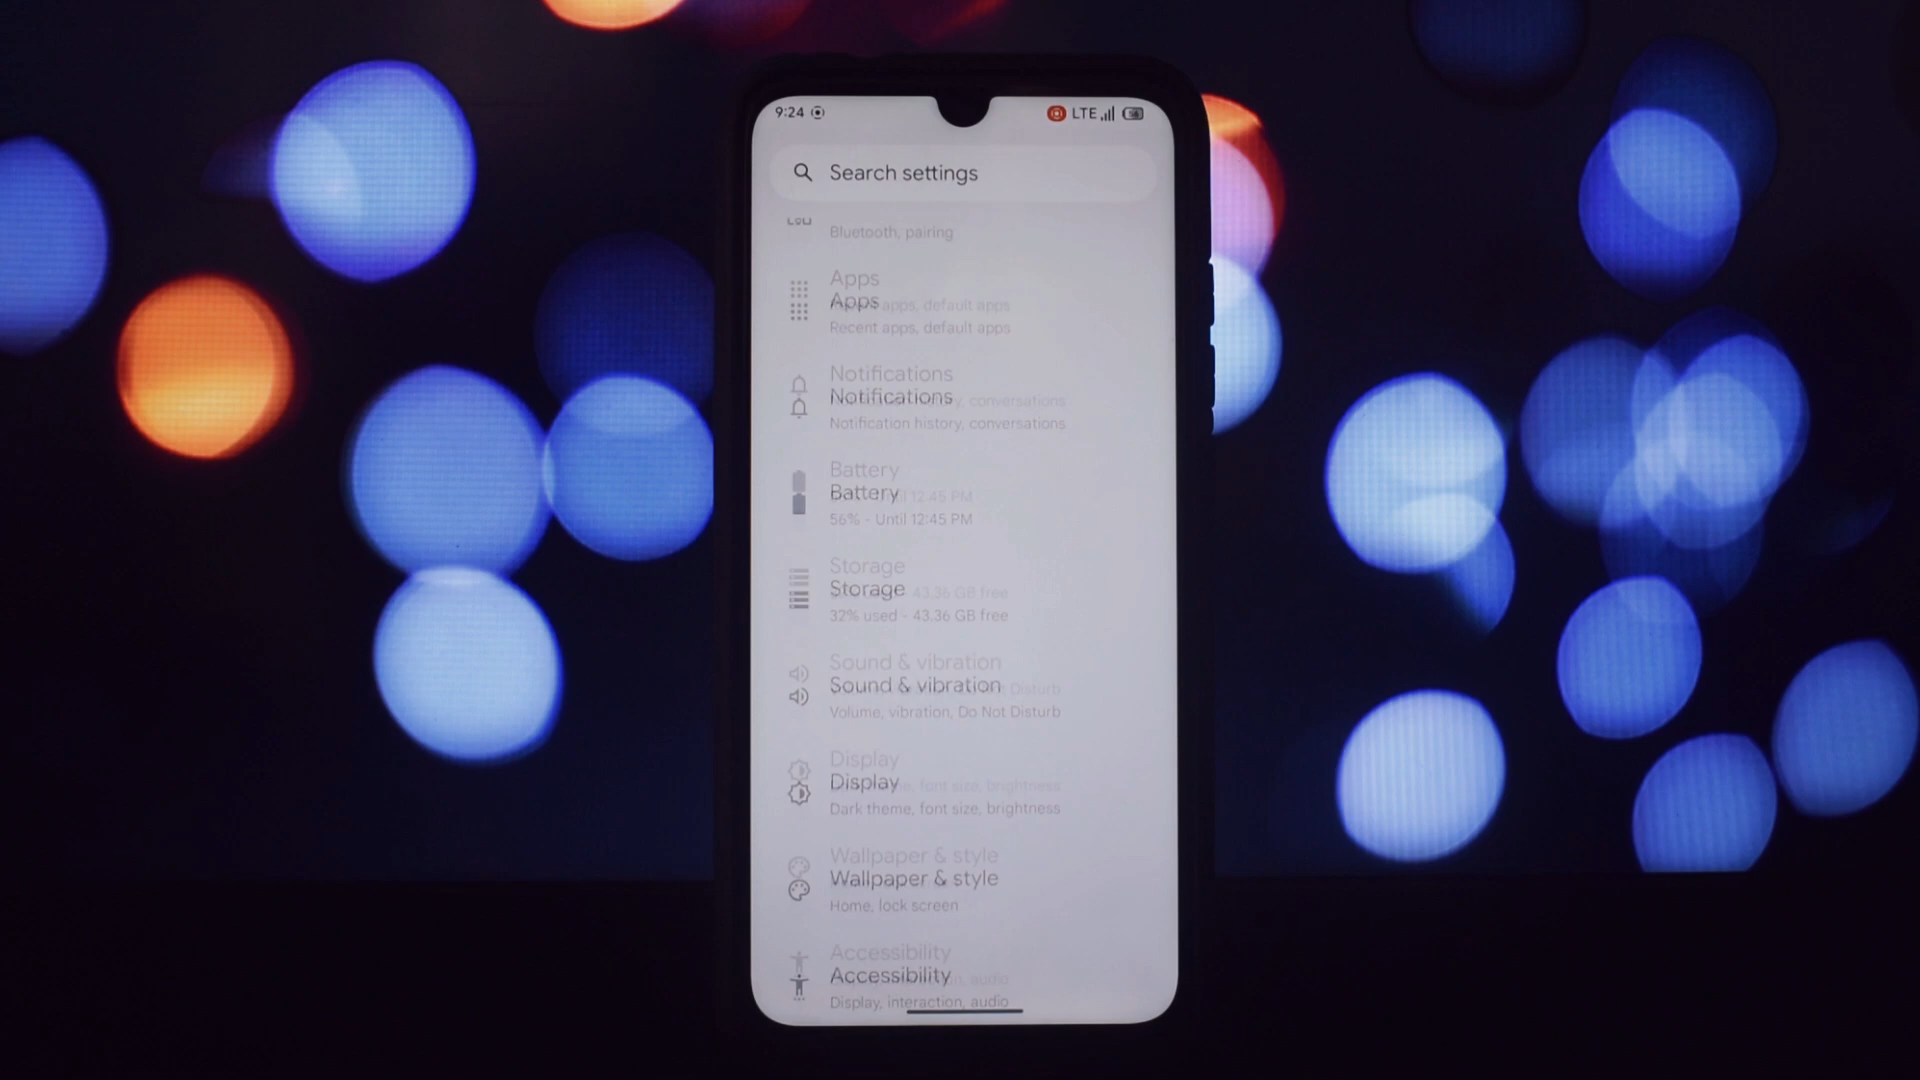 9:24 LTE
Search settings
Bluetooth, pairing
Apps
Apps
Recent apps, default apps
Notifications
Notifications
Notification history, conversations
Battery
Battery
56% - Until 12:45 PM
Storage
Storage
32% used - 43.36 GB free
Sound & vibration
Sound & vibration
Volume, vibration, Do Not Disturb
Display
Display
Dark theme, font size, brightness
Wallpaper & style
Wallpaper & style
Home, lock screen
Accessibility
Accessibility
Display, interaction, audio